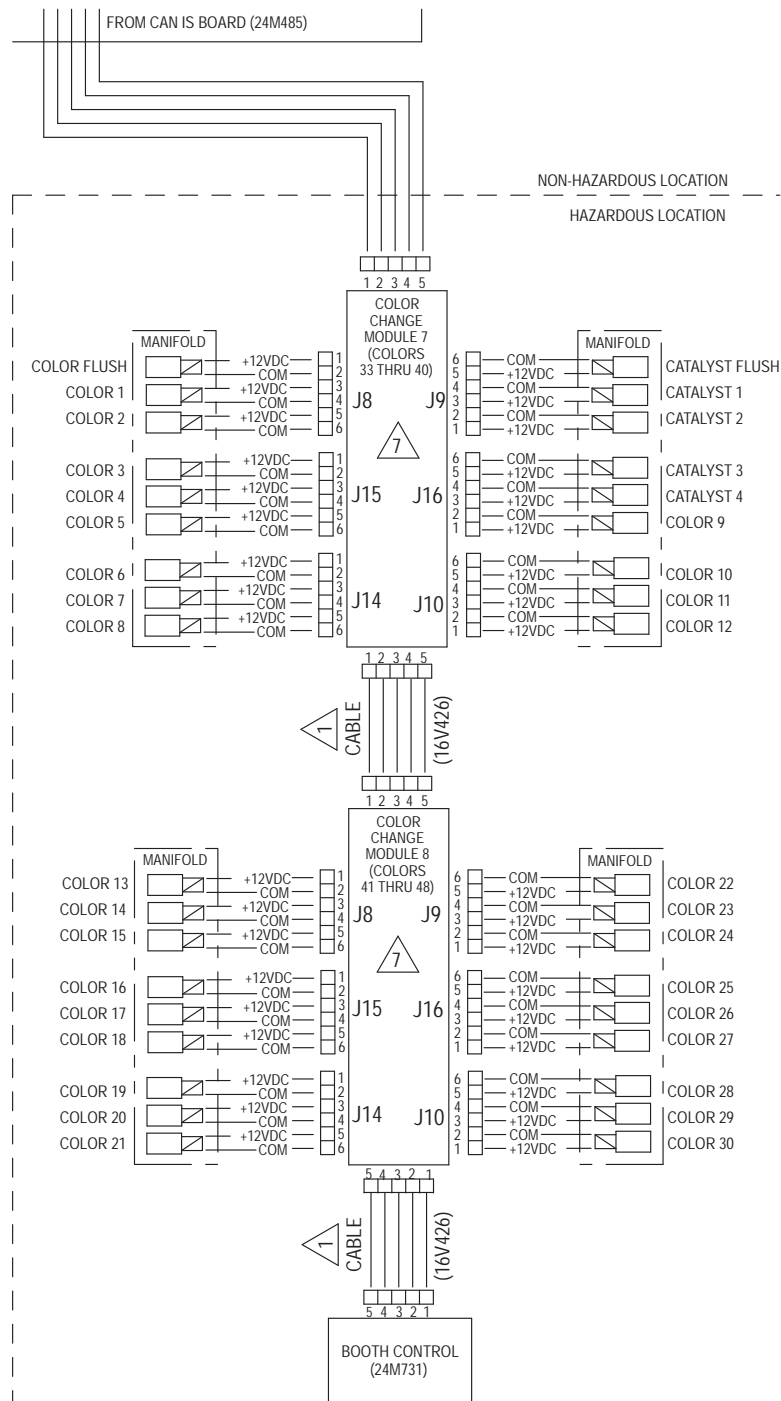 FROM CAN IS BOARD (24M485)
NON-HAZARDOUS LOCATION
HAZARDOUS LOCATION
1 2 3 4 5
COLOR
CHANGE
MODULE 7
(COLORS
33 THRU 40)
MANIFOLD
COLOR FLUSH +12VDC 1
COM 2
COLOR 1 +12VDC 3
COM 4
COLOR 2 +12VDC 5
COM 6
J8
COLOR 3 +12VDC 1
COM 2
COLOR 4 +12VDC 3
COM 4
COLOR 5 +12VDC 5
COM 6
J15
COLOR 6 +12VDC 1
COM 2
COLOR 7 +12VDC 3
COM 4
COLOR 8 +12VDC 5
COM 6
J14
7
MANIFOLD
J9
6 COM CATALYST FLUSH
5 +12VDC
4 COM CATALYST 1
3 +12VDC
2 COM CATALYST 2
1 +12VDC
J16
6 COM CATALYST 3
5 +12VDC
4 COM CATALYST 4
3 +12VDC
2 COM COLOR 9
1 +12VDC
J10
6 COM COLOR 10
5 +12VDC
4 COM COLOR 11
3 +12VDC
2 COM COLOR 12
1 +12VDC
1 2 3 4 5
1
CABLE
(16V426)
1 2 3 4 5
COLOR
CHANGE
MODULE 8
(COLORS
41 THRU 48)
MANIFOLD
COLOR 13 +12VDC 1
COM 2
COLOR 14 +12VDC 3
COM 4
COLOR 15 +12VDC 5
COM 6
J8
COLOR 16 +12VDC 1
COM 2
COLOR 17 +12VDC 3
COM 4
COLOR 18 +12VDC 5
COM 6
J15
COLOR 19 +12VDC 1
COM 2
COLOR 20 +12VDC 3
COM 4
COLOR 21 +12VDC 5
COM 6
J14
7
MANIFOLD
J9
6 COM COLOR 22
5 +12VDC
4 COM COLOR 23
3 +12VDC
2 COM COLOR 24
1 +12VDC
J16
6 COM COLOR 25
5 +12VDC
4 COM COLOR 26
3 +12VDC
2 COM COLOR 27
1 +12VDC
J10
6 COM COLOR 28
5 +12VDC
4 COM COLOR 29
3 +12VDC
2 COM COLOR 30
1 +12VDC
5 4 3 2 1
1
CABLE
(16V426)
5 4 3 2 1
BOOTH CONTROL
(24M731)